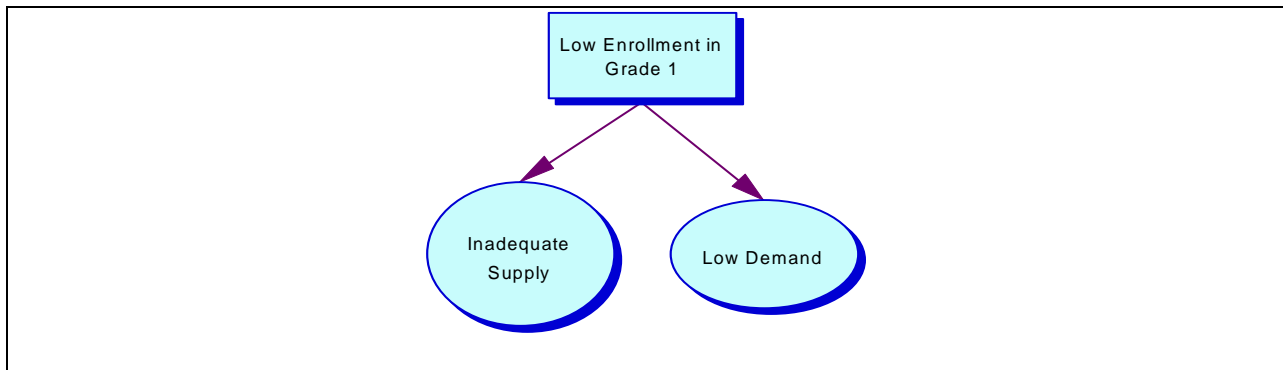 Low Enrollment in
Grade 1
Inadequate
Supply
Low Demand